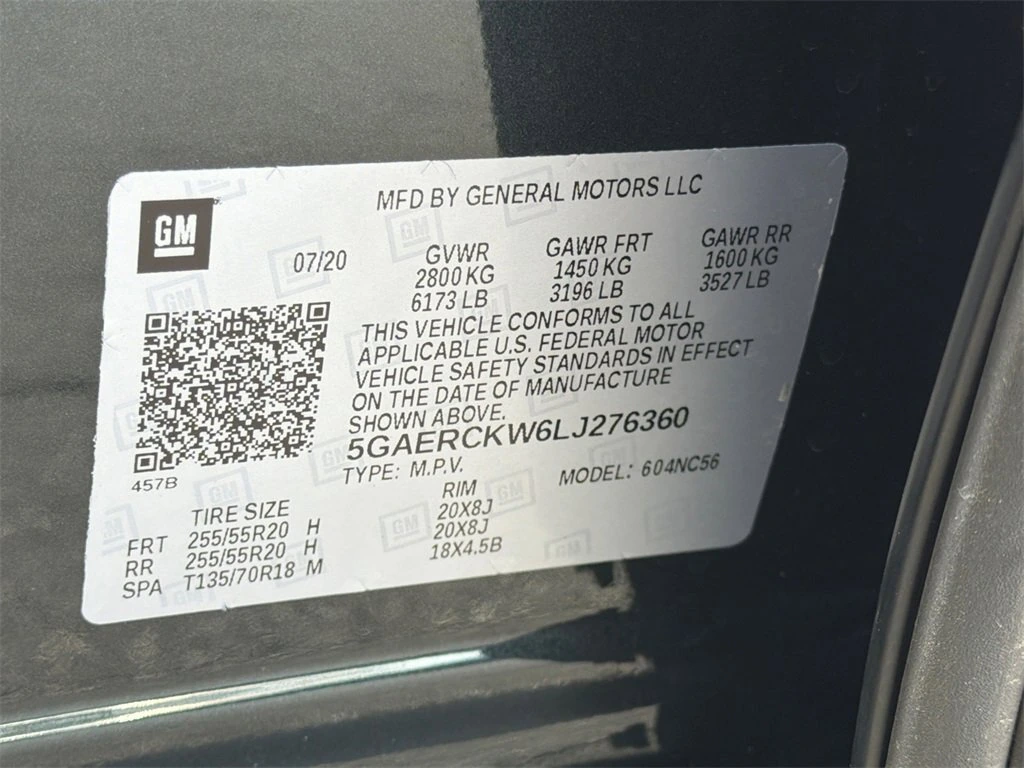 MFD BY GENERAL MOTORS LLC
GM
07/20
GVWR GAWR FRT GAWR RR
2800 KG 1450 KG 1600 KG
6173 LB 3196 LB 3527 LB
THIS VEHICLE CONFORMS TO ALL
APPLICABLE U.S. FEDERAL MOTOR
VEHICLE SAFETY STANDARDS IN EFFECT
ON THE DATE OF MANUFACTURE
SHOWN ABOVE.
5GAERCKW6LJ276360
457B
TYPE: M.P.V. MODEL: 604NC56
TIRE SIZE RIM
FRT 255/55R20 H 20X8J
RR 255/55R20 H 20X8J
SPA T135/70R18 M 18X4.5B